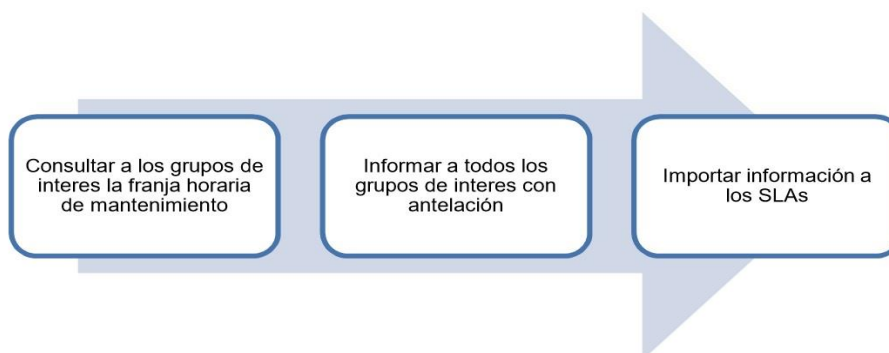 Consultar a los grupos de
interes la franja horaria
de mantenimiento
Informar a todos los
grupos de interes con
antelación
Importar información a
los SLAs